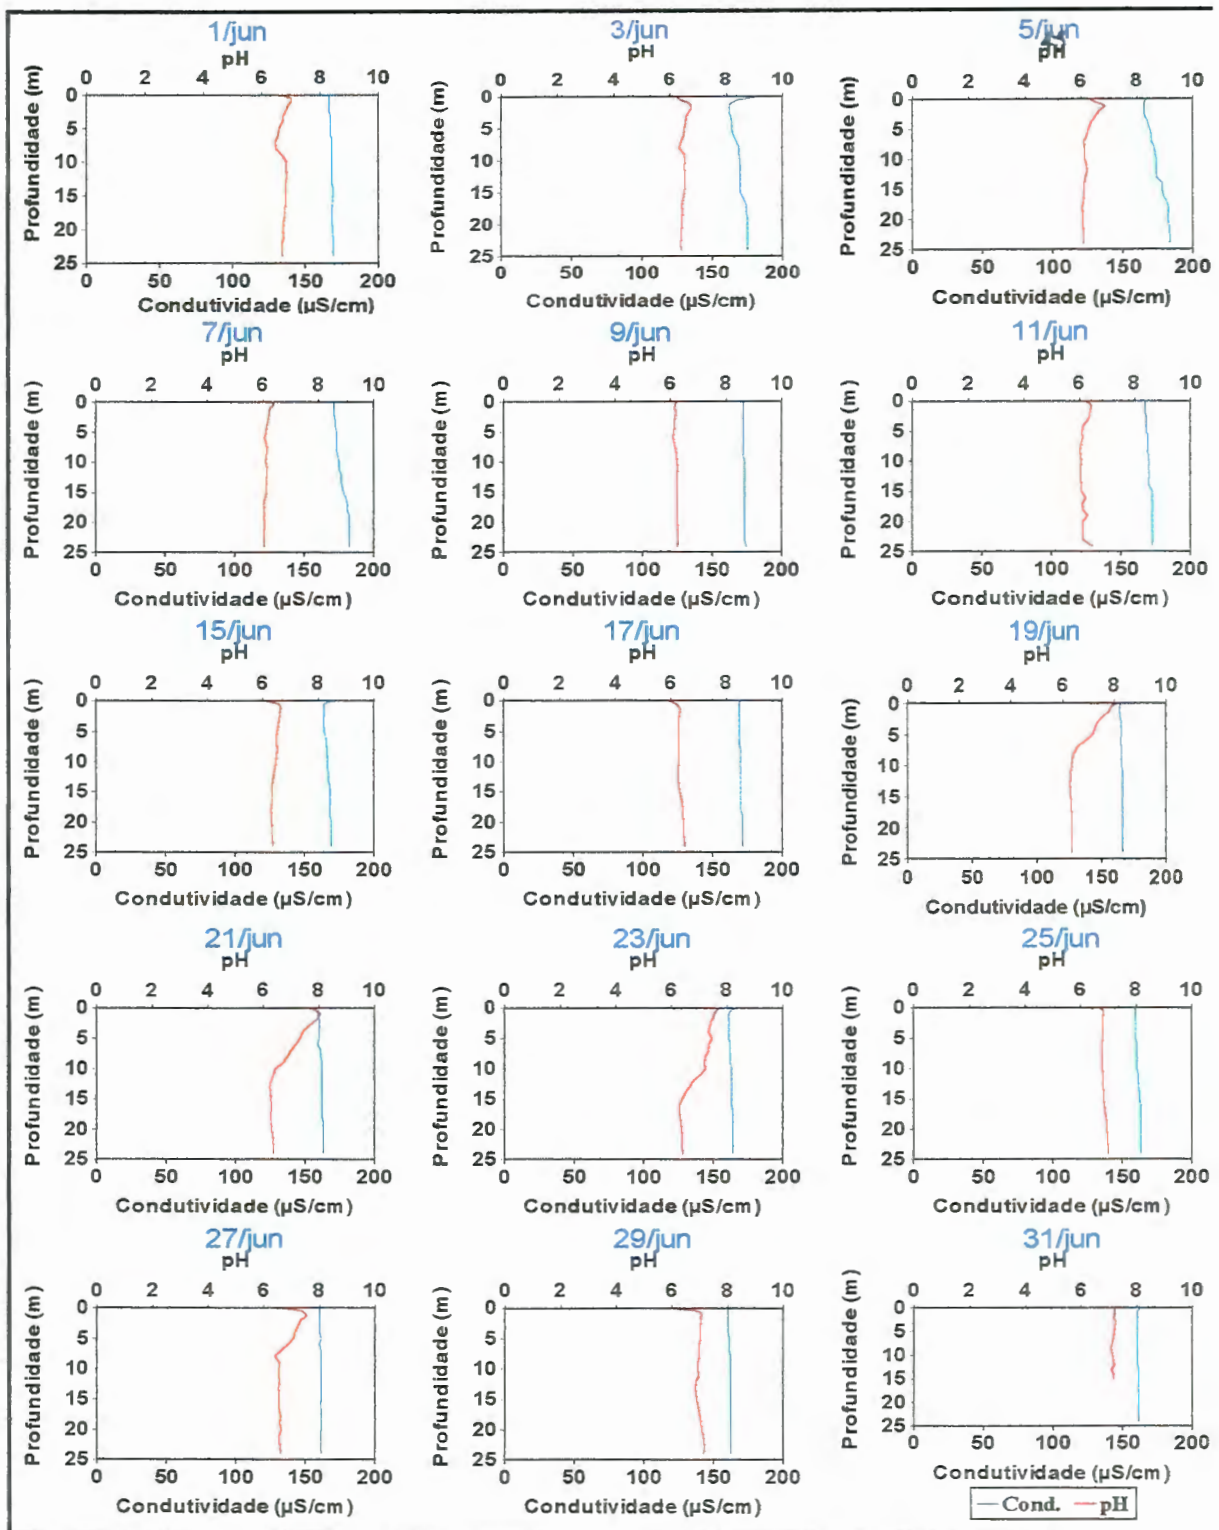 1/jun 3/jun 5/jun
pH pH pH
0 2 4 6 8 10 0 2 4 6 8 10 0 2 4 6 8 10
Profundidade (m) Profundidade (m) Profundidade (m)
0 0 0
5 5 5
10 10 10
15 15 15
20 20 20
25 25 25
0 50 100 150 200 0 50 100 150 200 0 50 100 150 200
Condutividade (µS/cm) Condutividade (µS/cm) Condutividade (µS/cm)
7/jun 9/jun 11/jun
pH pH pH
0 2 4 6 8 10 0 2 4 6 8 10 0 2 4 6 8 10
Profundidade (m) Profundidade (m) Profundidade (m)
0 0 0
5 5 5
10 10 10
15 15 15
20 20 20
25 25 25
0 50 100 150 200 0 50 100 150 200 0 50 100 150 200
Condutividade (µS/cm) Condutividade (µS/cm) Condutividade (µS/cm)
15/jun 17/jun 19/jun
pH pH pH
0 2 4 6 8 10 0 2 4 6 8 10 0 2 4 6 8 10
Profundidade (m) Profundidade (m) Profundidade (m)
0 0 0
5 5 5
10 10 10
15 15 15
20 20 20
25 25 25
0 50 100 150 200 0 50 100 150 200 0 50 100 150 200
Condutividade (µS/cm) Condutividade (µS/cm) Condutividade (µS/cm)
21/jun 23/jun 25/jun
pH pH pH
0 2 4 6 8 10 0 2 4 6 8 10 0 2 4 6 8 10
Profundidade (m) Profundidade (m) Profundidade (m)
0 0 0
5 5 5
10 10 10
15 15 15
20 20 20
25 25 25
0 50 100 150 200 0 50 100 150 200 0 50 100 150 200
Condutividade (µS/cm) Condutividade (µS/cm) Condutividade (µS/cm)
27/jun 29/jun 31/jun
pH pH pH
0 2 4 6 8 10 0 2 4 6 8 10 0 2 4 6 8 10
Profundidade (m) Profundidade (m) Profundidade (m)
0 0 0
5 5 5
10 10 10
15 15 15
20 20 20
25 25 25
0 50 100 150 200 0 50 100 150 200 0 50 100 150 200
Condutividade (µS/cm) Condutividade (µS/cm) Condutividade (µS/cm)
Cond. pH